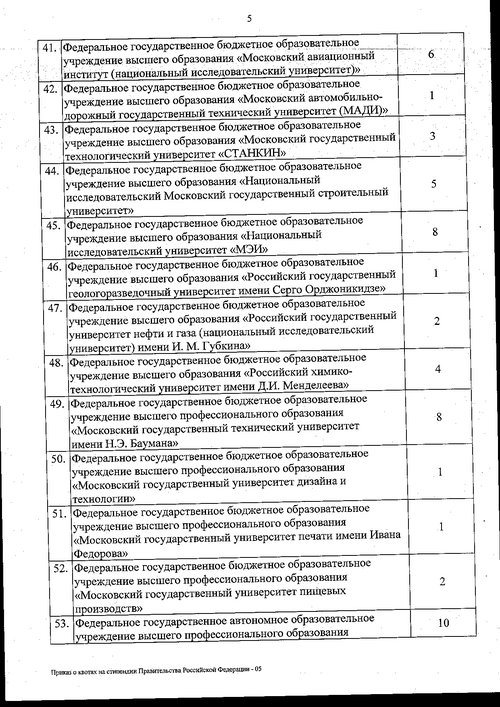 5
41. Федеральное государственное бюджетное образовательное
учреждение высшего образования «Московский авиационный
институт (национальный исследовательский университет)»
6
42. Федеральное государственное бюджетное образовательное
учреждение высшего образования «Московский автомобильно-
дорожный государственный технический университет (МАДИ)»
1
43. Федеральное государственное бюджетное образовательное
учреждение высшего образования «Московский государственный
технологический университет «СТАНКИН»
3
44. Федеральное государственное бюджетное образовательное
учреждение высшего образования «Национальный
исследовательский Московский государственный строительный
университет»
5
45. Федеральное государственное бюджетное образовательное
учреждение высшего образования «Национальный
исследовательский университет «МЭИ»
8
46. Федеральное государственное бюджетное образовательное
учреждение высшего образования «Российский государственный
геологоразведочный университет имени Серго Орджоникидзе»
1
47. Федеральное государственное бюджетное образовательное
учреждение высшего образования «Российский государственный
университет нефти и газа (национальный исследовательский
университет) имени И. М. Губкина»
2
48. Федеральное государственное бюджетное образовательное
учреждение высшего образования «Российский химико-
технологический университет имени Д.И. Менделеева»
4
49. Федеральное государственное бюджетное образовательное
учреждение высшего профессионального образования
«Московский государственный технический университет
имени Н.Э. Баумана»
8
50. Федеральное государственное бюджетное образовательное
учреждение высшего профессионального образования
«Московский государственный университет дизайна и
технологии»
1
51. Федеральное государственное бюджетное образовательное
учреждение высшего профессионального образования
«Московский государственный университет печати имени Ивана
Федорова»
1
52. Федеральное государственное бюджетное образовательное
учреждение высшего профессионального образования
«Московский государственный университет пищевых
производств»
2
53. Федеральное государственное автономное образовательное
учреждение высшего профессионального образования
10
Приказ о квотах на стипендии Правительства Российской Федерации - 05